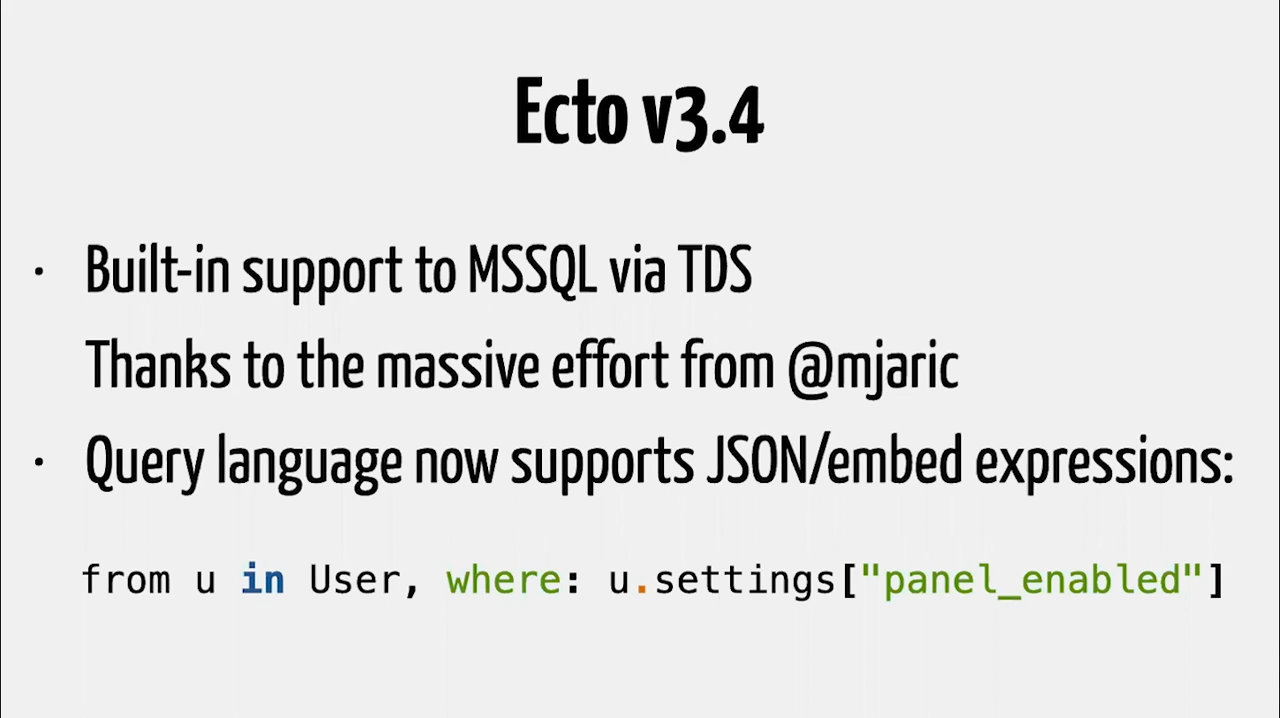 Ecto v3.4
· Built-in support to MSSQL via TDS
Thanks to the massive effort from @mjaric
· Query language now supports JSON/embed expressions:
from u in User, where: u.settings["panel_enabled"]